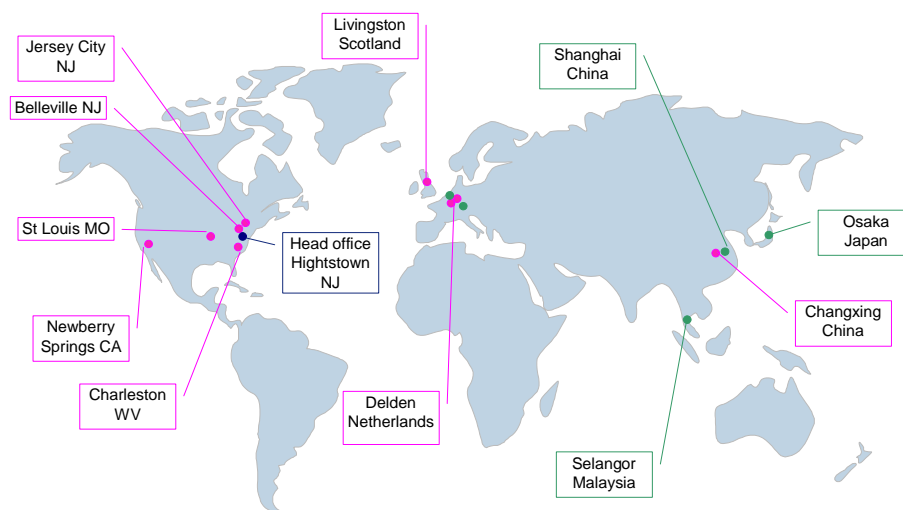 Livingston
Scotland
Jersey City
NJ
Shanghai
China
Belleville NJ
St Louis MO
Head office
Hightstown
NJ
Osaka
Japan
Newberry
Springs CA
Changxing
China
Charleston
WV
Delden
Netherlands
Selangor
Malaysia